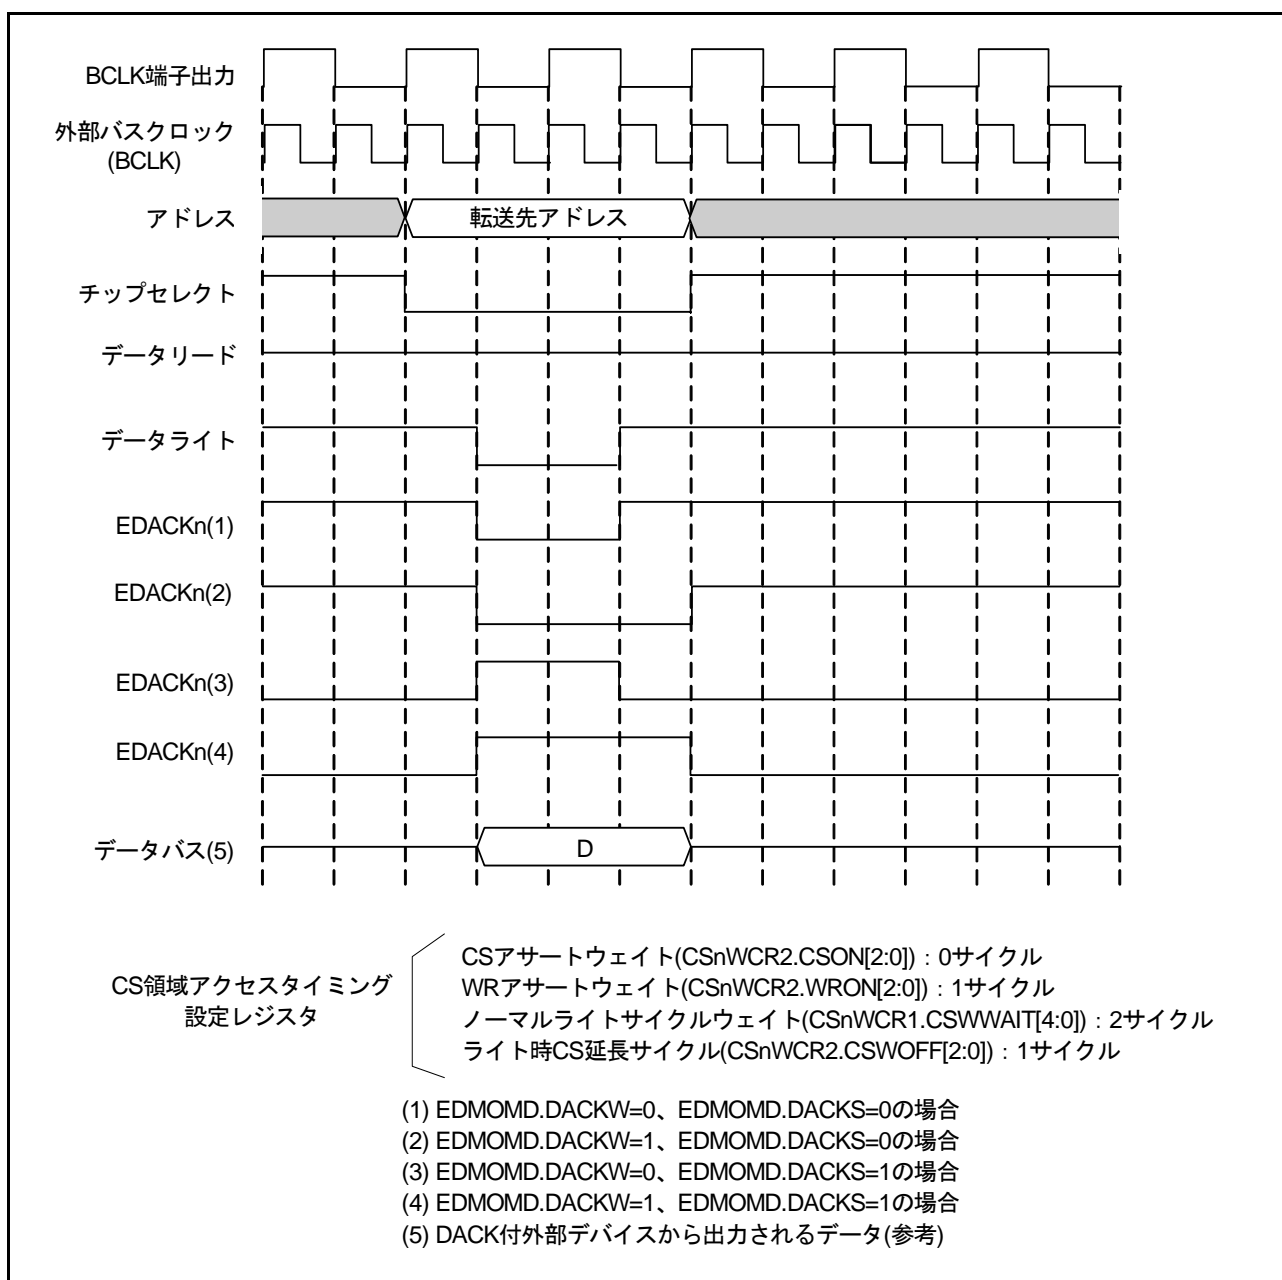 BCLK端子出力
外部バスクロック
(BCLK)
アドレス
転送先アドレス
チップセレクト
データリード
データライト
EDACKn(1)
EDACKn(2)
EDACKn(3)
EDACKn(4)
データバス(5)
D
CS領域アクセスタイミング
設定レジスタ
CSアサートウェイト(CSnWCR2.CSON[2:0])：0サイクル
WRアサートウェイト(CSnWCR2.WRON[2:0])：1サイクル
ノーマルライトサイクルウェイト(CSnWCR1.CSWWAIT[4:0])：2サイクル
ライト時CS延長サイクル(CSnWCR2.CSWOFF[2:0])：1サイクル
(1) EDMOMD.DACKW=0、EDMOMD.DACKS=0の場合
(2) EDMOMD.DACKW=1、EDMOMD.DACKS=0の場合
(3) EDMOMD.DACKW=0、EDMOMD.DACKS=1の場合
(4) EDMOMD.DACKW=1、EDMOMD.DACKS=1の場合
(5) DACK付外部デバイスから出力されるデータ(参考)